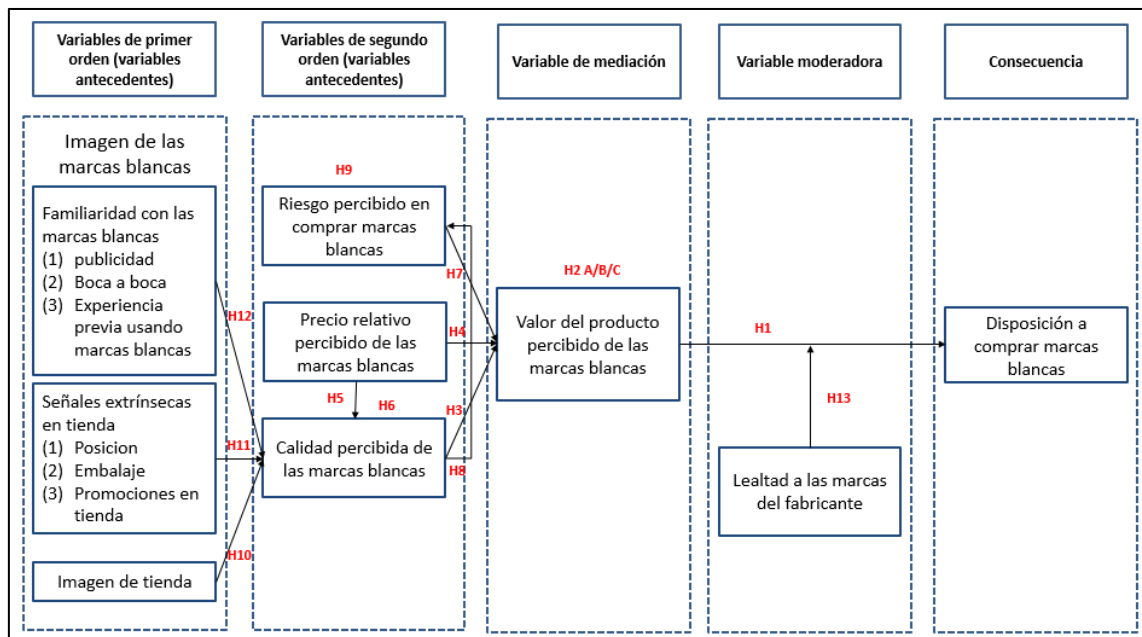 Variables de primer
orden (variables
antecedentes)
Variables de segundo
orden (variables
antecedentes)
Variable de mediación
Variable moderadora
Consecuencia
Imagen de las
marcas blancas
Familiaridad con las
marcas blancas
(1) publicidad
(2) Boca a boca
(3) Experiencia
previa usando
marcas blancas
Señales extrínsecas
en tienda
(1) Posicion
(2) Embalaje
(3) Promociones en
tienda
Imagen de tienda
H12
H11
H10
H9
Riesgo percibido en
comprar marcas
blancas
Precio relativo
percibido de las
marcas blancas
H5
H6
Calidad percibida de
las marcas blancas
H7
H4
H3
H8
H2 A/B/C
Valor del producto
percibido de las
marcas blancas
H1
H13
Lealtad a las marcas
del fabricante
Disposición a
comprar marcas
blancas